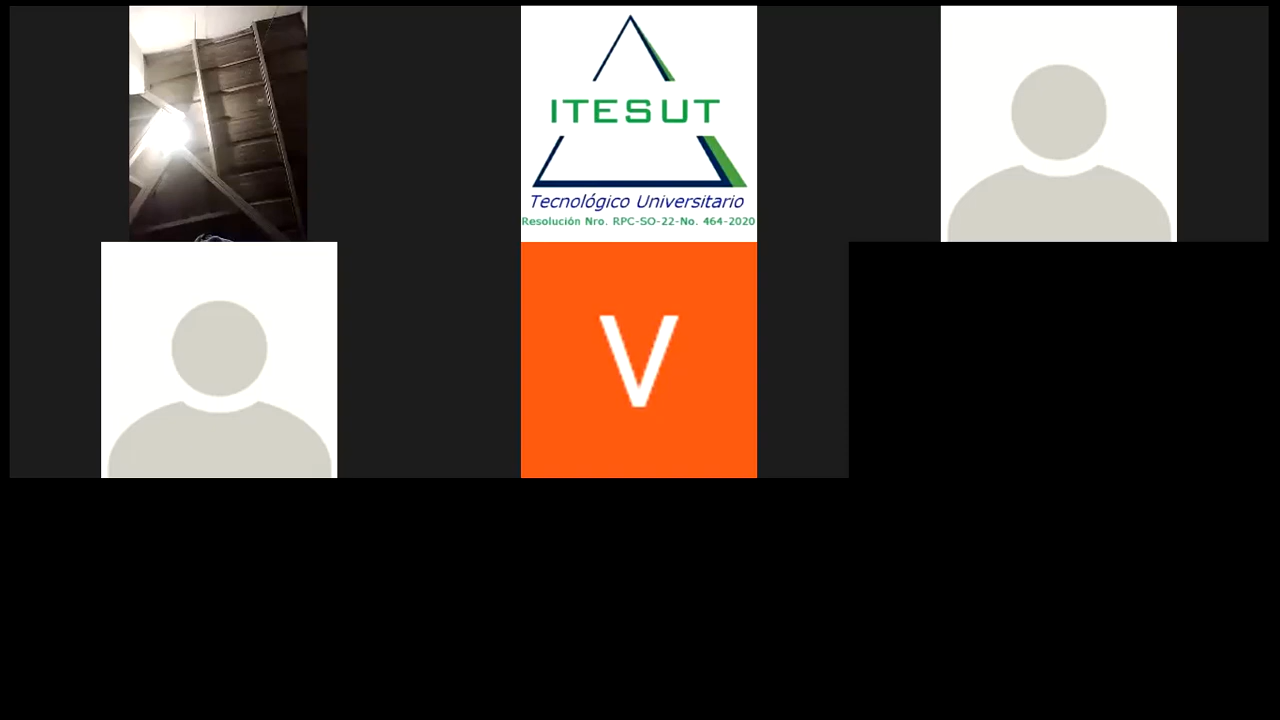 ITESUT
Tecnológico Universitario
Resolución Nro. RPC-SO-22-No. 464-2020
V